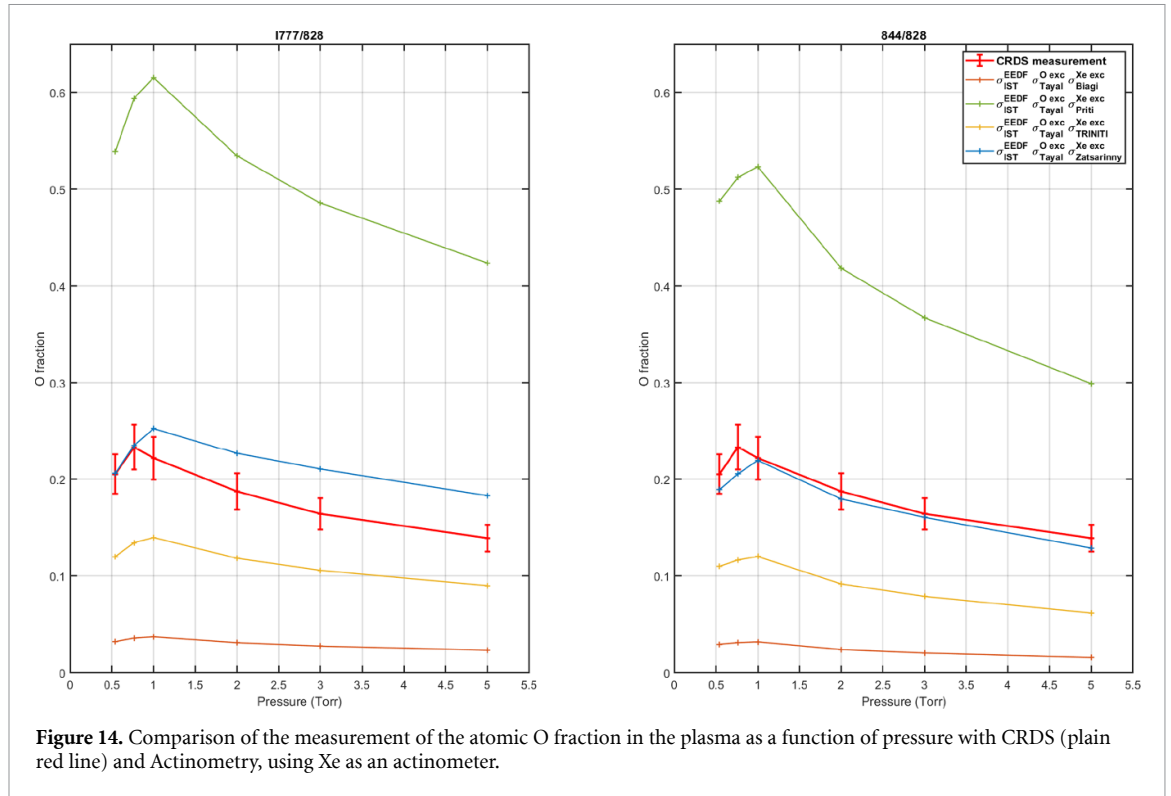 I777/828
O fraction
0.6
0.5
0.4
0.3
0.2
0.1
0
0 0.5 1 1.5 2 2.5 3 3.5 4 4.5 5 5.5
Pressure (Torr)
844/828
CRDS measurement
σ EEDF IST σ O exc Tayal σ Xe exc Biagi
σ EEDF IST σ O exc Tayal σ Xe exc Priti
σ EEDF IST σ O exc Tayal σ Xe exc TRINITI
σ EEDF IST σ O exc Tayal σ Xe exc Zatsarinny
O fraction
0.6
0.5
0.4
0.3
0.2
0.1
0
0 0.5 1 1.5 2 2.5 3 3.5 4 4.5 5 5.5
Pressure (Torr)
Figure 14. Comparison of the measurement of the atomic O fraction in the plasma as a function of pressure with CRDS (plain
red line) and Actinometry, using Xe as an actinometer.